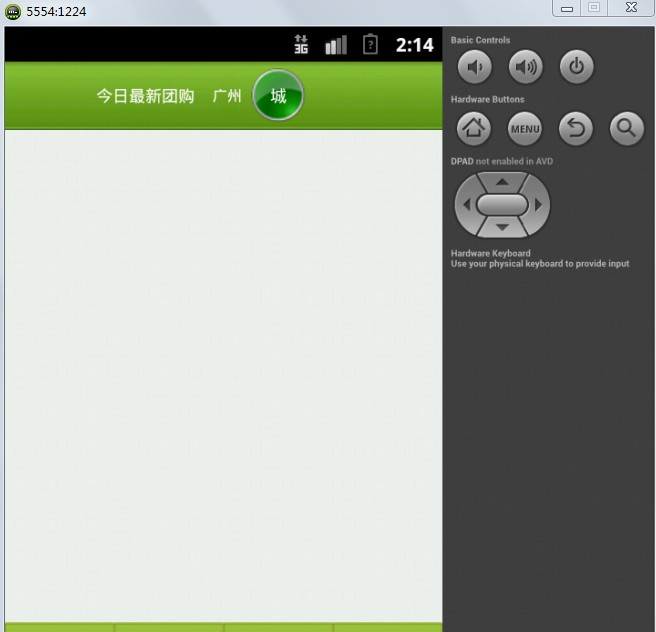 5554:1224
3G 2:14
今日最新团购 广州 城
Basic Controls
Hardware Buttons
MENU
DPAD not enabled in AVD
Hardware Keyboard
Use your physical keyboard to provide input